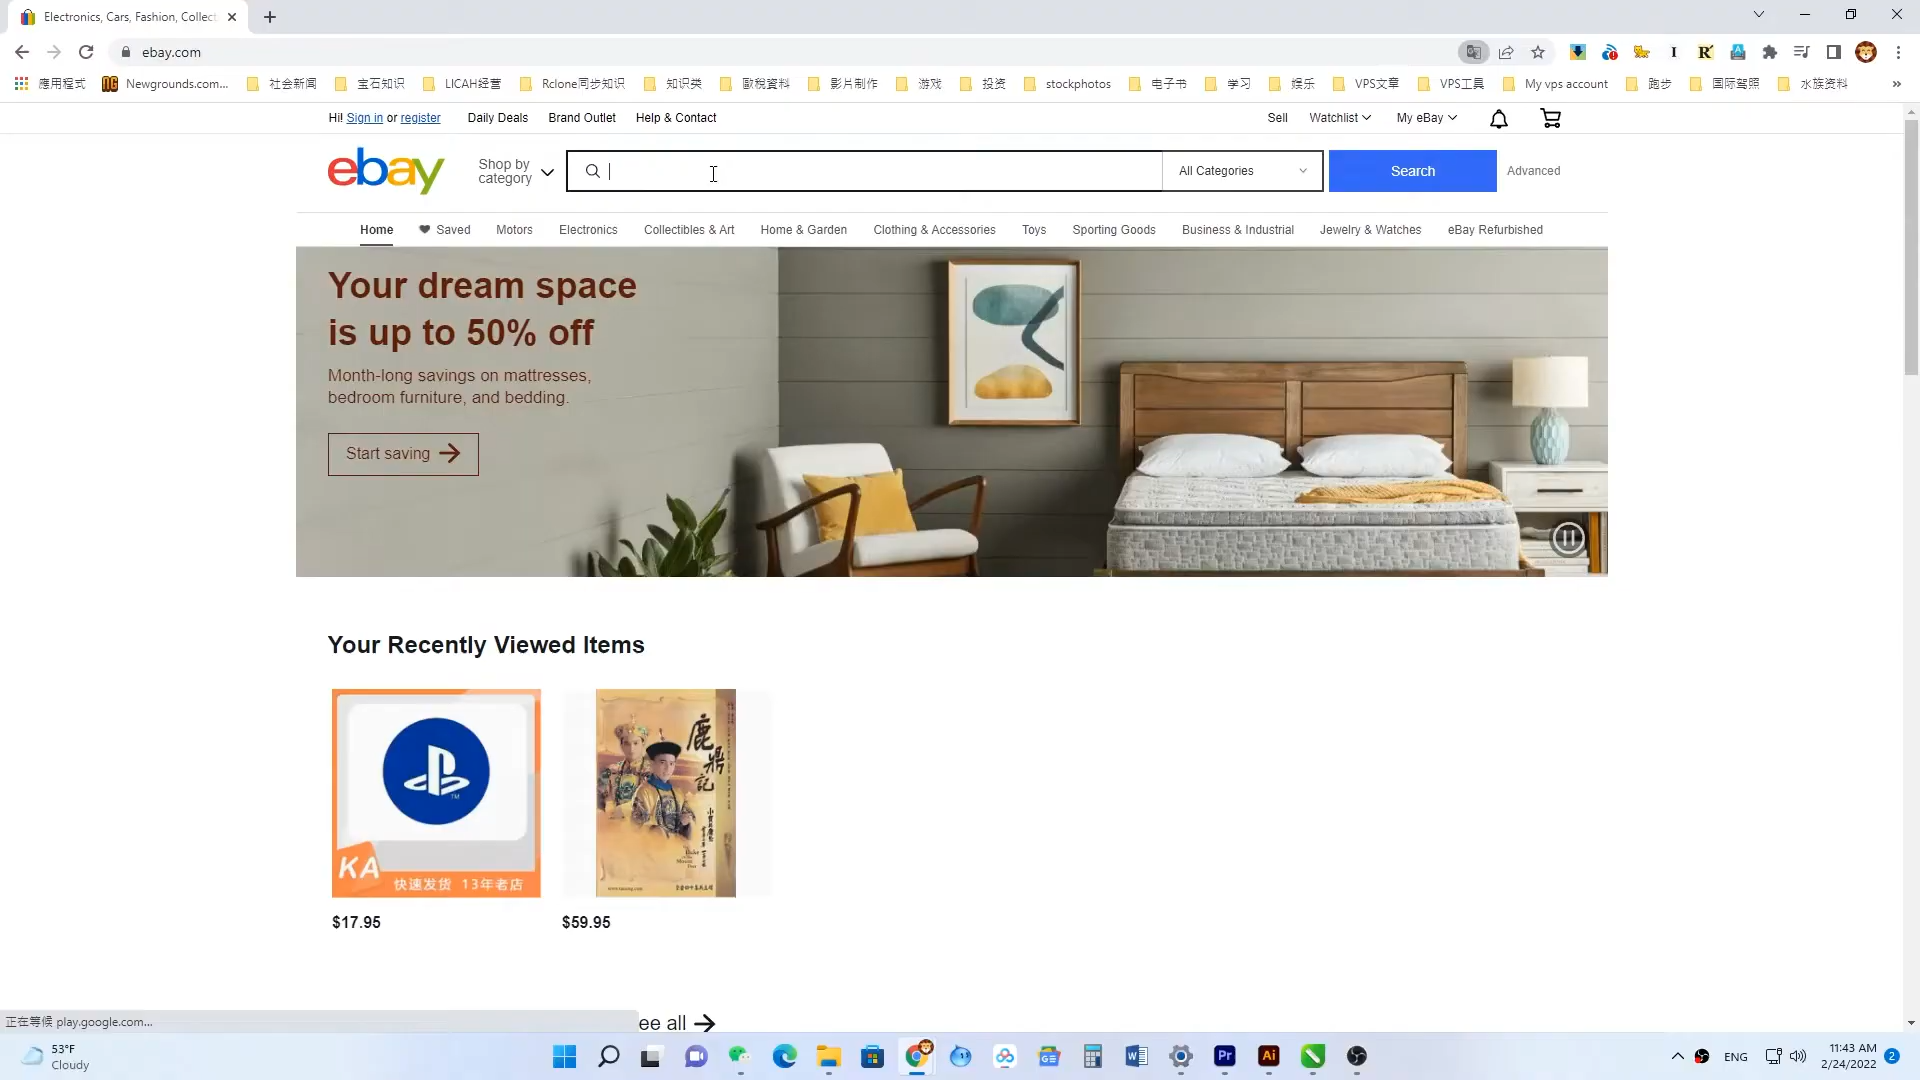 Electronics, Cars, Fashion, Collect
ebay.com
應用程式 Newgrounds.com... 社会新闻 宝石知识 LICAH经营 Rclone同步知识 知识类 歐稅資料 影片制作 游戏 投资 stockphotos 电子书 学习 娱乐 VPS文章 VPS工具 My vps account 跑步 国际驾照 水族资料 »
Hi! Sign in or register Daily Deals Brand Outlet Help & Contact Sell Watchlist My eBay
ebay
Shop by
category
All Categories Search Advanced
Home Saved Motors Electronics Collectibles & Art Home & Garden Clothing & Accessories Toys Sporting Goods Business & Industrial Jewelry & Watches eBay Refurbished
Your dream space
is up to 50% off
Month-long savings on mattresses,
bedroom furniture, and bedding.
Start saving
Your Recently Viewed Items
鹿鼎記
KA
快速发货 13年老店
$17.95 $59.95
正在等候 play.google.com...
ee all
53°F
Cloudy
Pr Ai
ENG
11:43 AM
2/24/2022
2